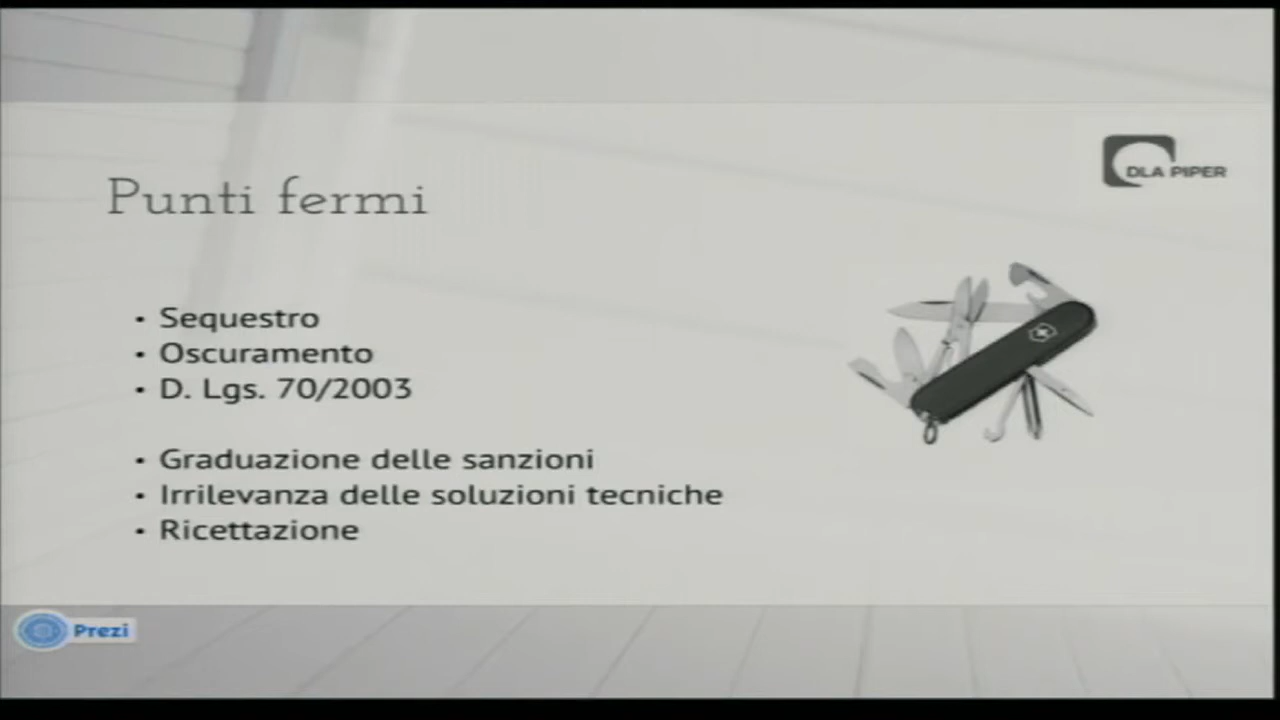 DLA PIPER
Punti fermi
• Sequestro
• Oscuramento
• D. Lgs. 70/2003
• Graduazione delle sanzioni
• Irrilevanza delle soluzioni tecniche
• Ricettazione
Prezi